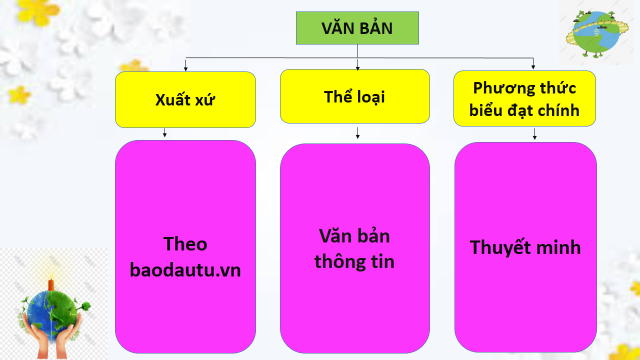 VĂN BẢN
Xuất xứ
Thể loại
Phương thức
biểu đạt chính
Theo
baodautu.vn
Văn bản
thông tin
Thuyết minh